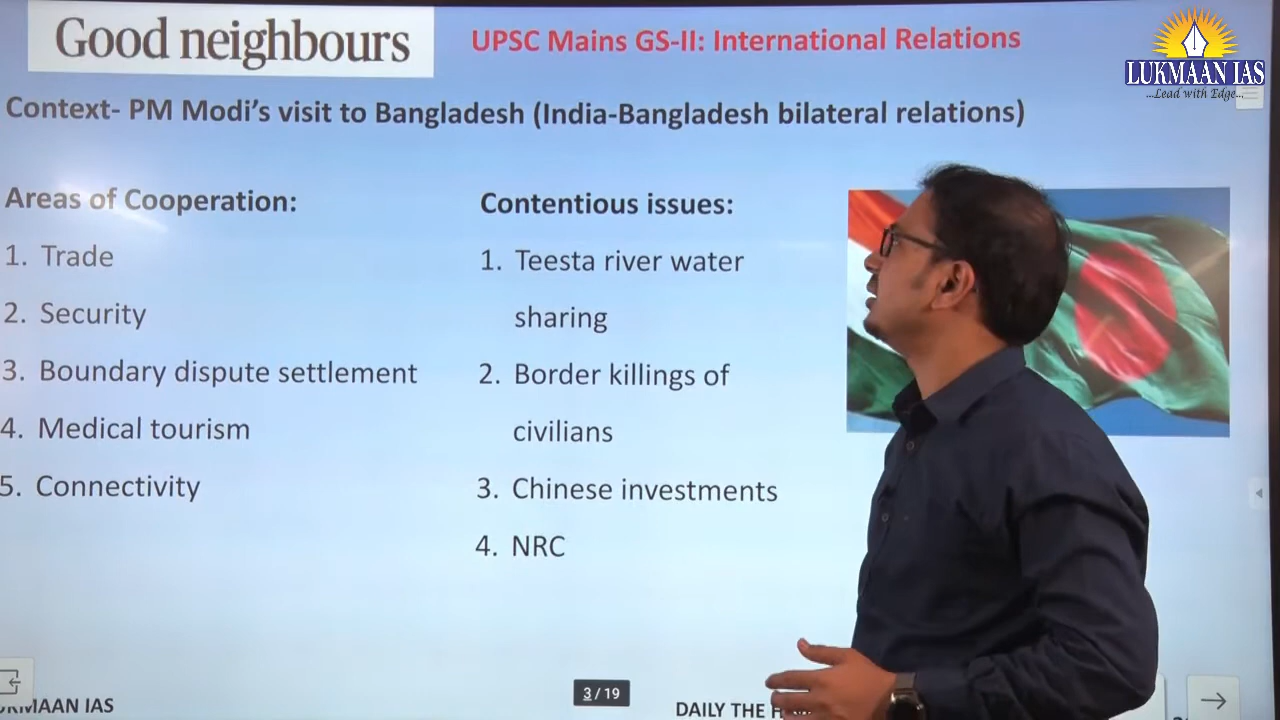 Good neighbours
UPSC Mains GS-II: International Relations
LUKMAAN IAS
...Lead with Edge...
Context- PM Modi's visit to Bangladesh (India-Bangladesh bilateral relations)
Areas of Cooperation:
1. Trade
2. Security
3. Boundary dispute settlement
4. Medical tourism
5. Connectivity
Contentious issues:
1. Teesta river water
sharing
2. Border killings of
civilians
3. Chinese investments
4. NRC
3 / 19
IAS
DAILY THE